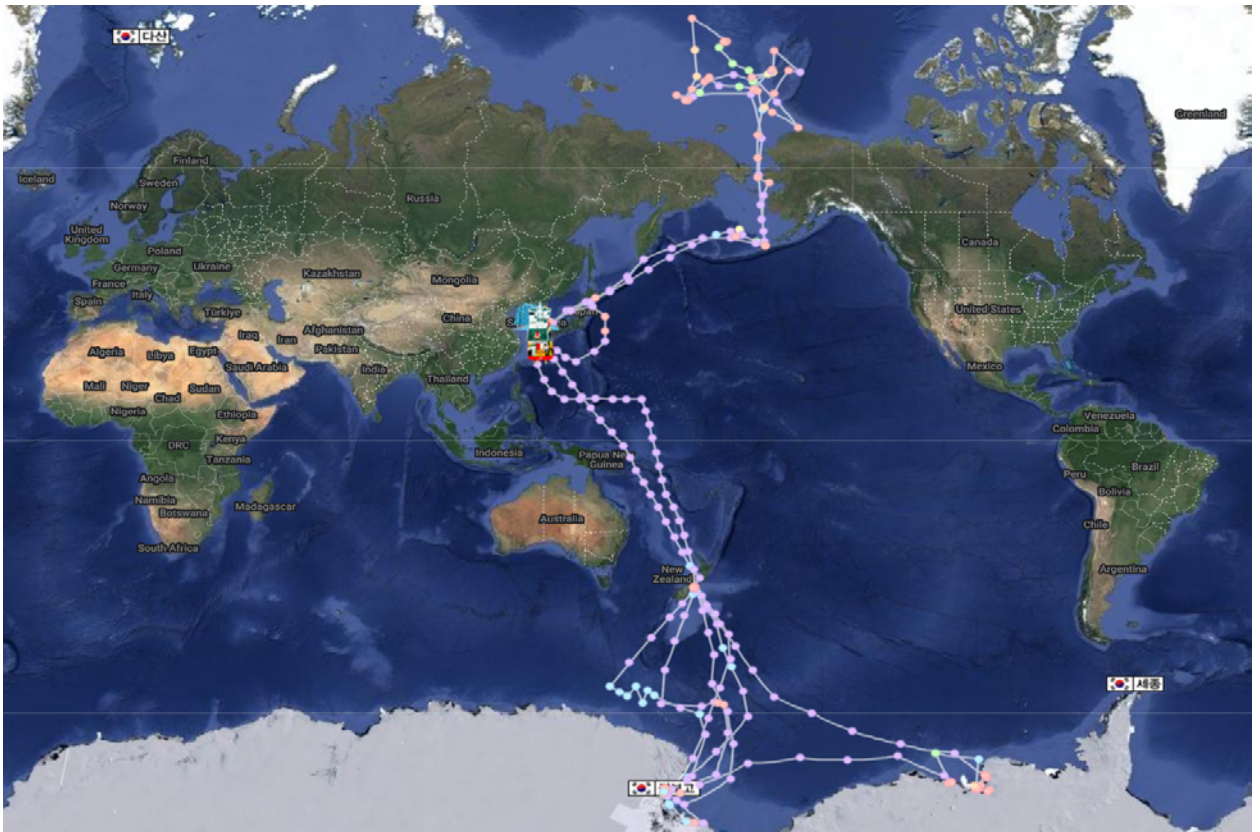 다산
Greenland
Iceland
Finland
Sweden
Norway
Russia
United
Kingdom
Poland
Germany
Ukraine
Canada
France
Kazakhstan
Mongolia
Italy
Spain
Türkiye
United States
Japan
China
Iraq
Iran
Afghanistan
Pakistan
Algeria
Libya
Egypt
Saudi Arabia
India
Mexico
Mali
Niger
Sudan
Chad
Thailand
Nigeria
Ethiopia
Venezuela
Colombia
Kenya
DRC
Tanzania
Indonesia
Papua New
Guinea
Peru
Brazil
Angola
Bolivia
Namibia
Botswana
Madagascar
Australia
Chile
South Africa
New
Zealand
Argentina
세종